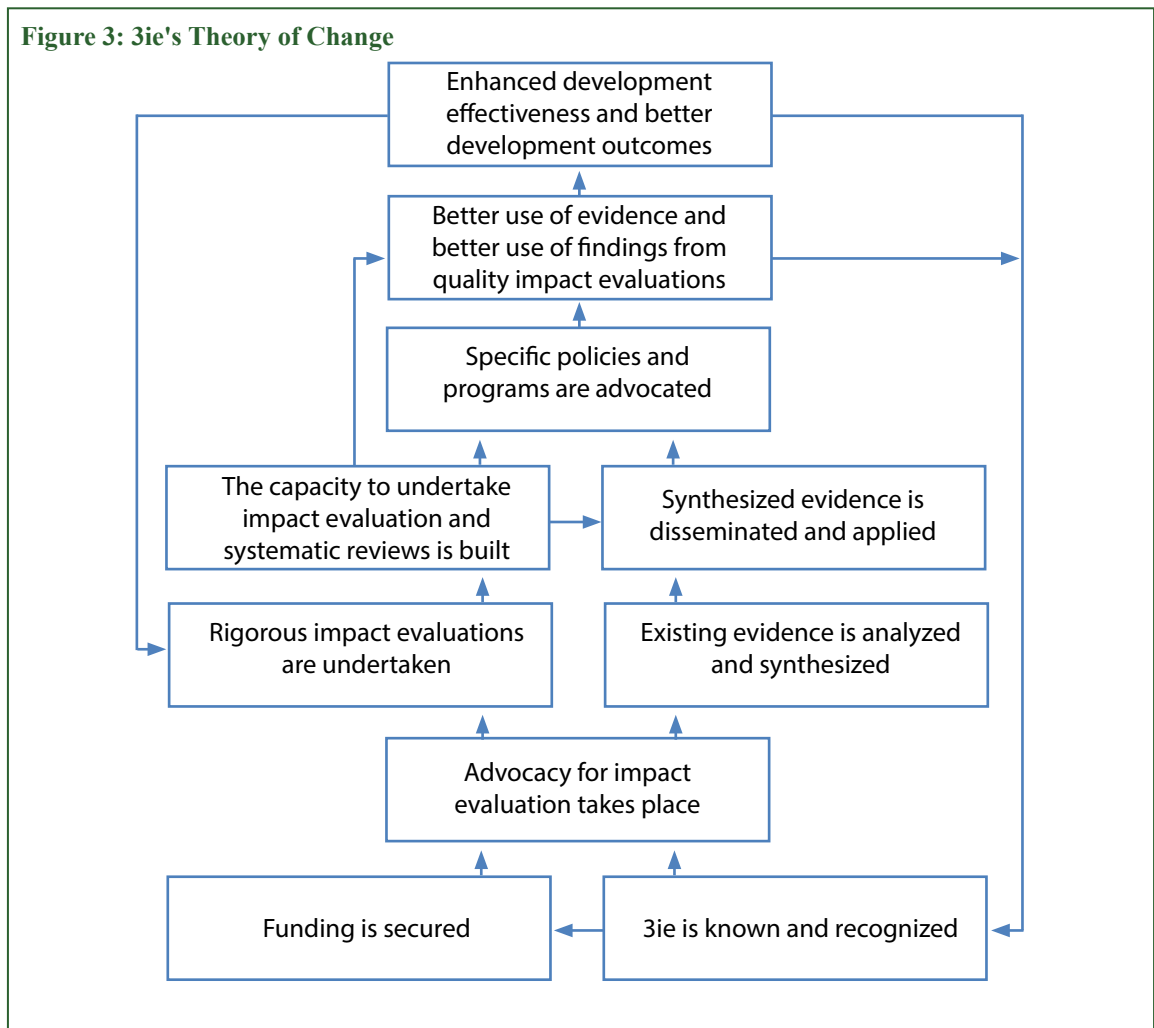 Figure 3: 3ie's Theory of Change
Enhanced development
effectiveness and better
development outcomes
Better use of evidence and
better use of findings from
quality impact evaluations
Specific policies and
programs are advocated
The capacity to undertake
impact evaluation and
systematic reviews is built
Synthesized evidence is
disseminated and applied
Rigorous impact evaluations
are undertaken
Existing evidence is analyzed
and synthesized
Advocacy for impact
evaluation takes place
Funding is secured
3ie is known and recognized